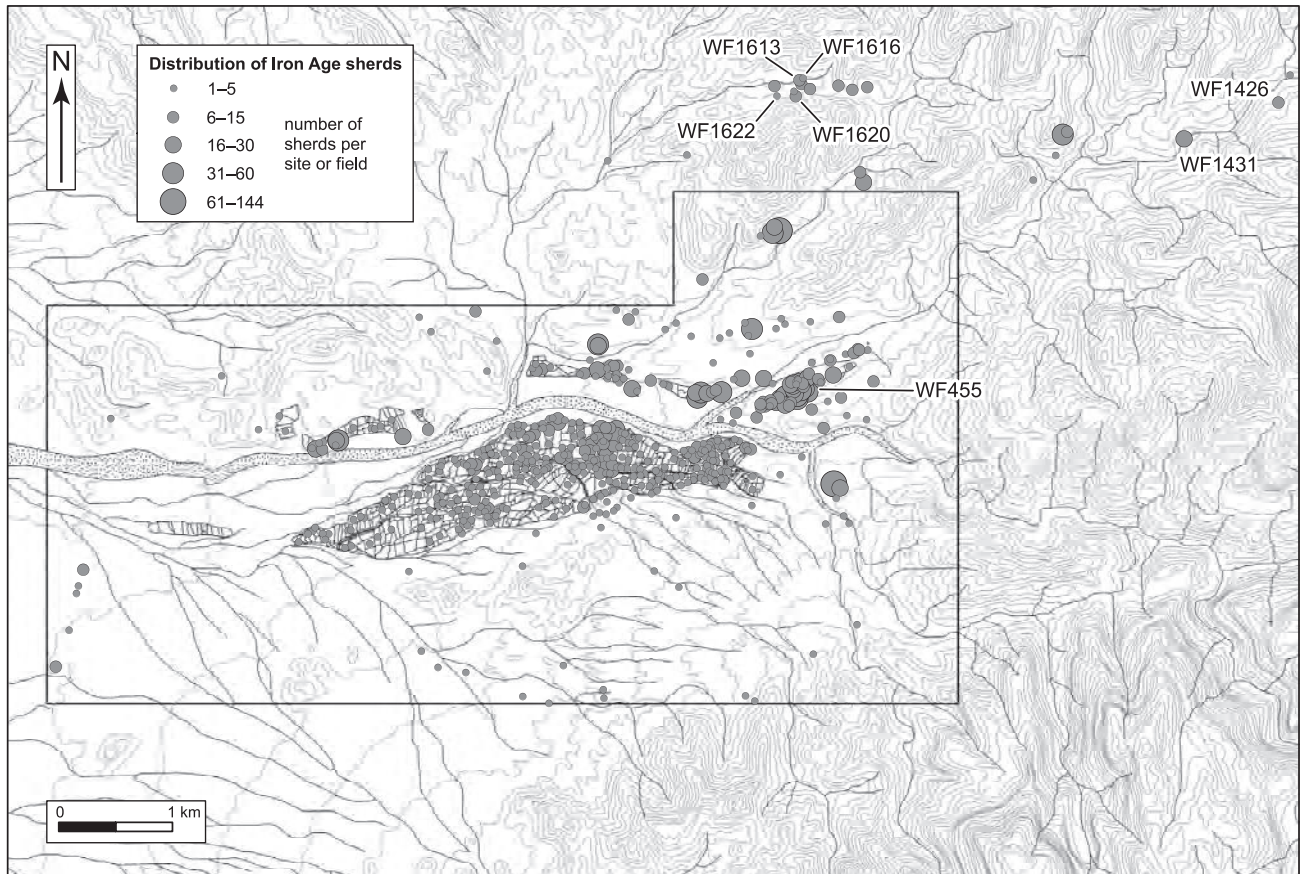 N
Distribution of Iron Age sherds
1–5
6–15
16–30
31–60
61–144
number of
sherds per
site or field
WF1613
WF1616
WF1622
WF1620
WF1426
WF1431
WF455
0
1 km